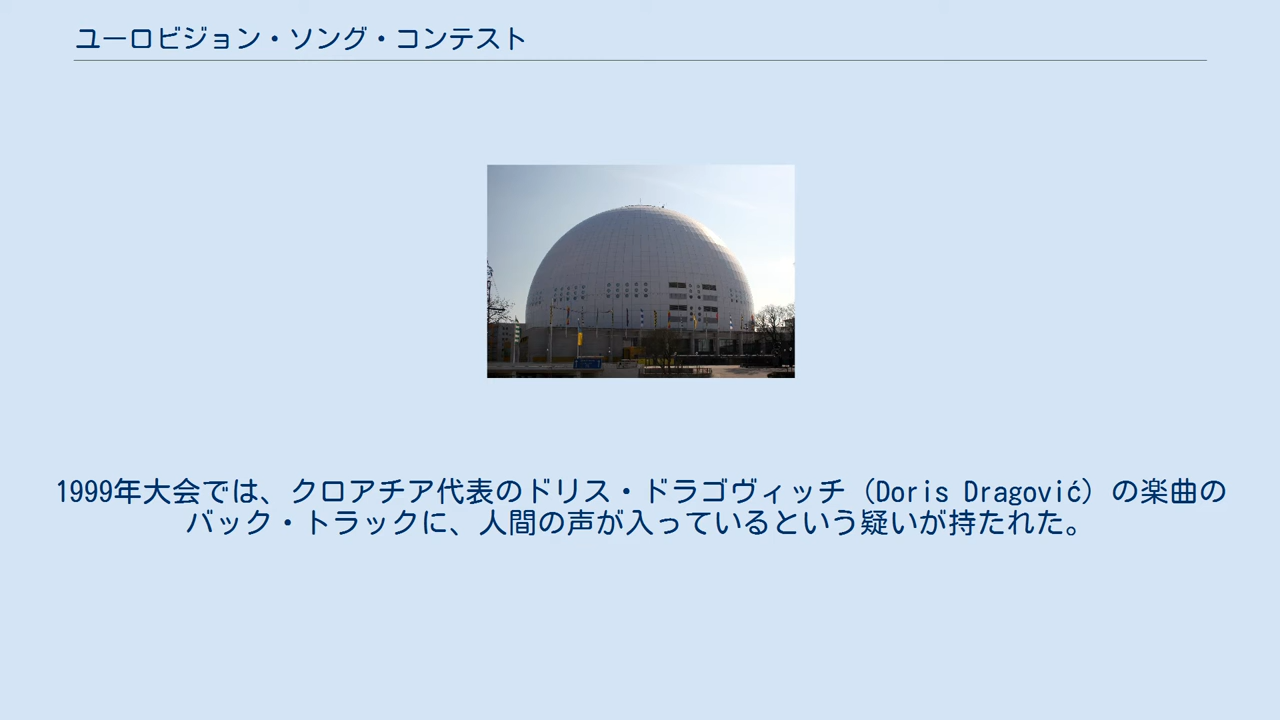 ユーロビジョン・ソング・コンテスト
1999年大会では、クロアチア代表のドリス・ドラゴヴィッチ（Doris Dragović）の楽曲の
バック・トラックに、人間の声が入っているという疑いが持たれた。